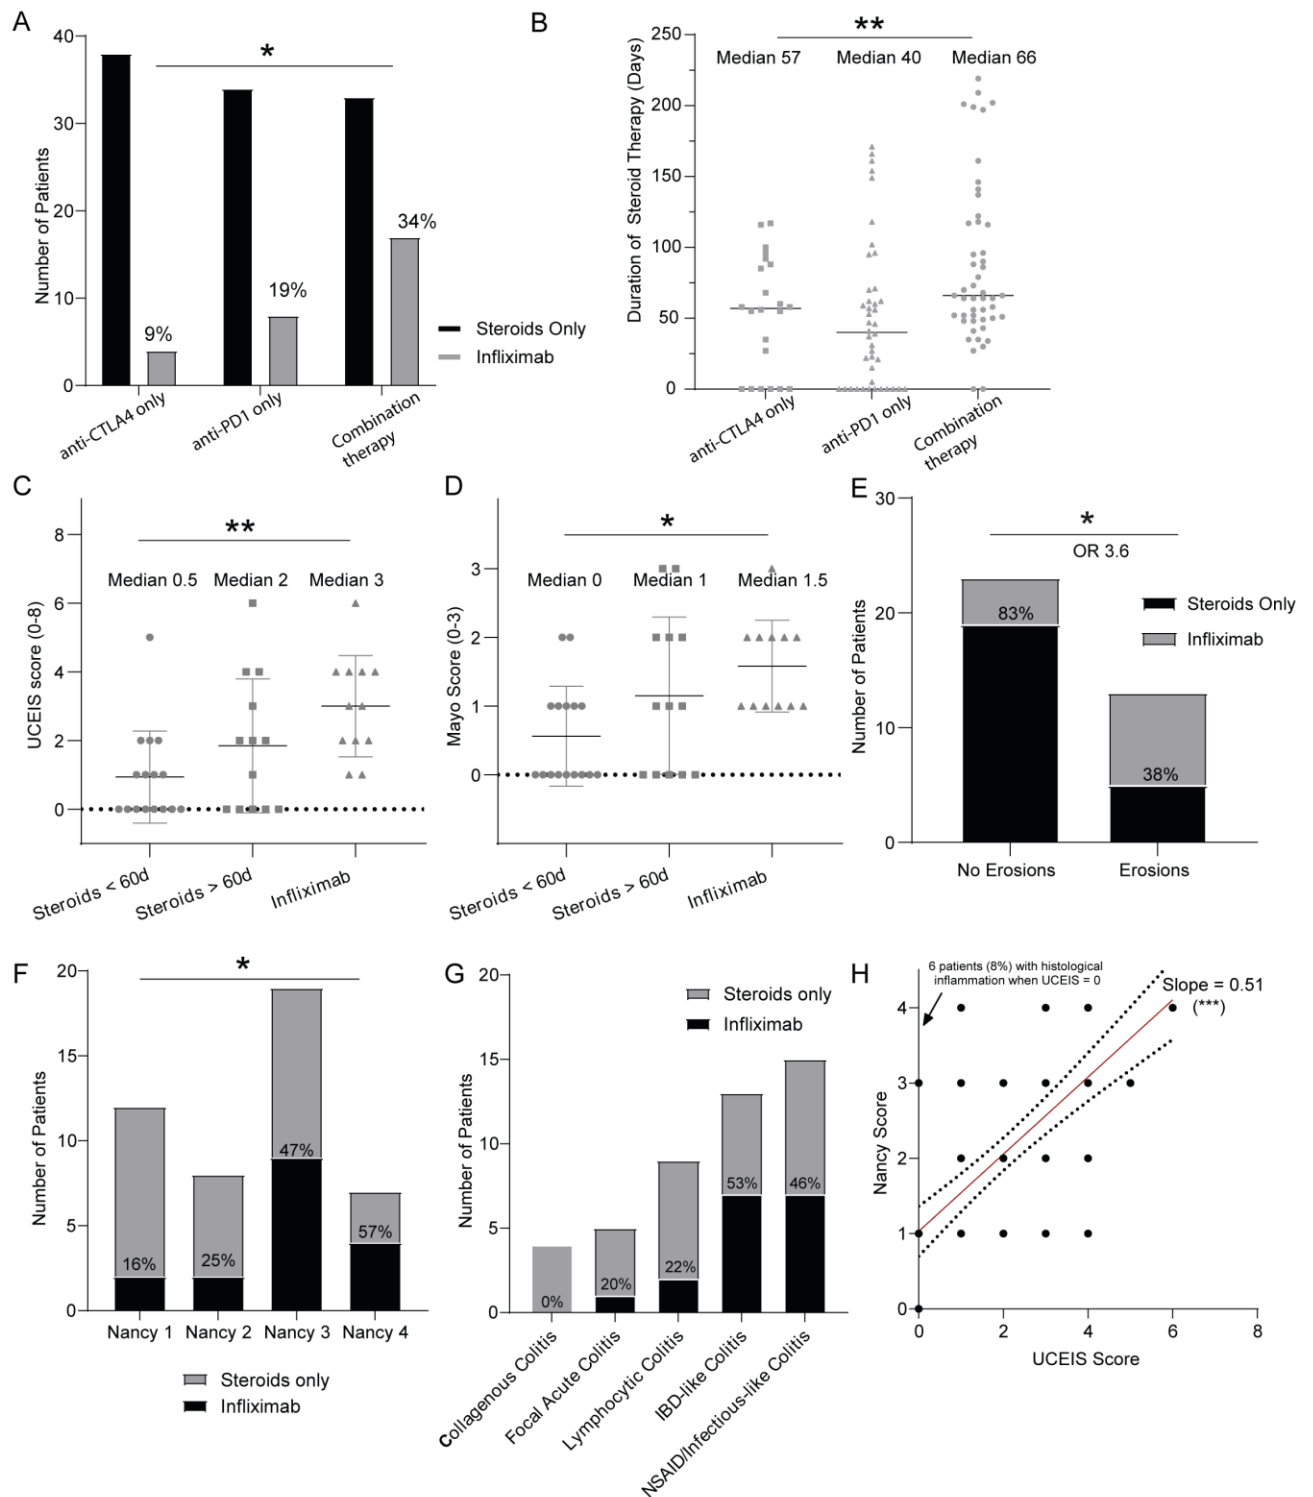 A
40
30
20
10
0
Number of Patients
*
9%
19%
34%
Steroids Only
Infliximab
anti-CTLA4 only
anti-PD1 only
Combination
therapy
B
250
200
150
100
50
0
Duration of Steroid Therapy (Days)
**
Median 57
Median 40
Median 66
anti-CTLA4 only
anti-PD1 only
Combination
therapy
C
8
6
4
2
0
UCEIS score (0-8)
**
Median 0.5
Median 2
Median 3
Steroids < 60d
Steroids > 60d
Infliximab
D
3
2
1
0
Mayo Score (0-3)
*
Median 0
Median 1
Median 1.5
Steroids < 60d
Steroids > 60d
Infliximab
E
30
20
10
0
Number of Patients
*
OR 3.6
83%
38%
Steroids Only
Infliximab
No Erosions
Erosions
F
20
15
10
5
0
Number of Patients
*
16%
25%
47%
57%
Nancy 1
Nancy 2
Nancy 3
Nancy 4
Steroids only
Infliximab
G
20
15
10
5
0
Number of Patients
Steroids only
Infliximab
0%
20%
22%
53%
46%
Collagenous Colitis
Focal Acute Colitis
Lymphocytic Colitis
IBD-like Colitis
NSAID/Infectious-like Colitis
H
6 patients (8%) with histological
inflammation when UCEIS = 0
Slope = 0.51
(***)
4
3
2
1
0
Nancy Score
0
2
4
6
8
UCEIS Score